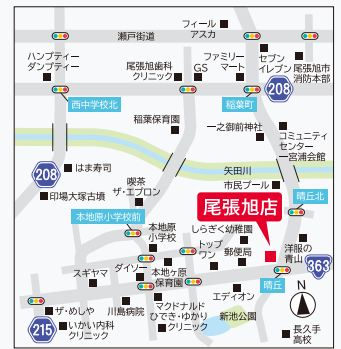 フィール
アスカ
瀬戸街道
ハンプティー
ダンプティー
尾張旭歯科
クリニック
GS
ファミリー
マート
セブン
イレブン
尾張旭市
消防本部
208
西中学校北
稲葉町
稲葉保育園
一之御前神社
コミュニティ
センター
一宮浦会館
矢田川
市民プール
208
はま寿司
印場大塚古墳
喫茶
ザ・エプロン
晴丘北
尾張旭店
本地原小学校前
しらぎく幼稚園
本地原
小学校
トップ
ワン
郵便局
洋服の
青山
363
スギヤマ
ダイソー
本地ヶ原
保育園
晴丘
エディオン
N
ザ・めしや
川島病院
マクドナルド
ひでき・ゆかり
クリニック
新池公園
215
いかい内科
クリニック
長久手
高校